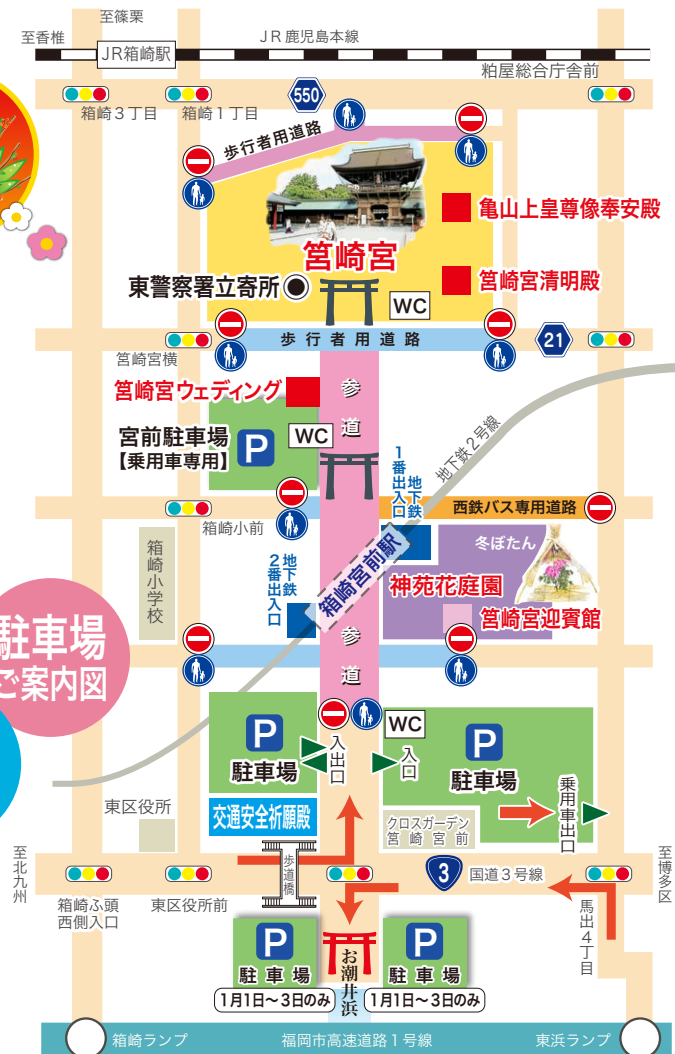 至篠栗
至香椎
JR鹿児島本線
JR箱崎駅
粕屋総合庁舎前
箱崎3丁目
箱崎1丁目
550
歩行者用道路
亀山上皇尊像奉安殿
筥崎宮
筥崎宮清明殿
東警察署立寄所
WC
歩行者用道路
21
筥崎宮横
筥崎宮ウェディング
参道
宮前駐車場
【乗用車専用】
P
WC
地下鉄
1番出入口
地下鉄2号線
西鉄バス専用道路
箱崎小前
箱崎小学校
冬ぼたん
地下鉄
2番出入口
箱崎宮前駅
神苑花庭園
筥崎宮迎賓館
参道
駐車場
ご案内図
WC
P
駐車場
入出口
入口
P
駐車場
乗用車出口
東区役所
交通安全祈願殿
クロスガーデン
筥崎宮前
至北九州
歩道橋
3
国道3号線
至博多区
箱崎ふ頭
西側入口
東区役所前
馬出4丁目
P
駐車場
1月1日~3日のみ
お潮井浜
P
駐車場
1月1日~3日のみ
箱崎ランプ
福岡市高速道路1号線
東浜ランプ